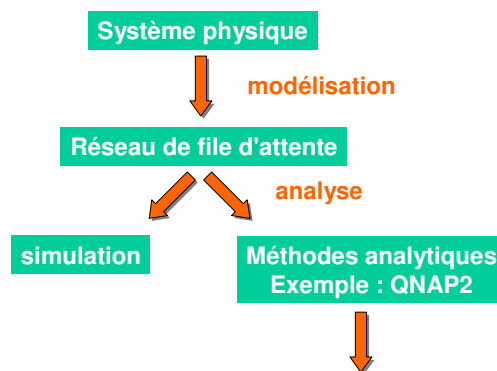 Système physique
modélisation
Réseau de file d'attente
analyse
simulation
Méthodes analytiques
Exemple : QNAP2